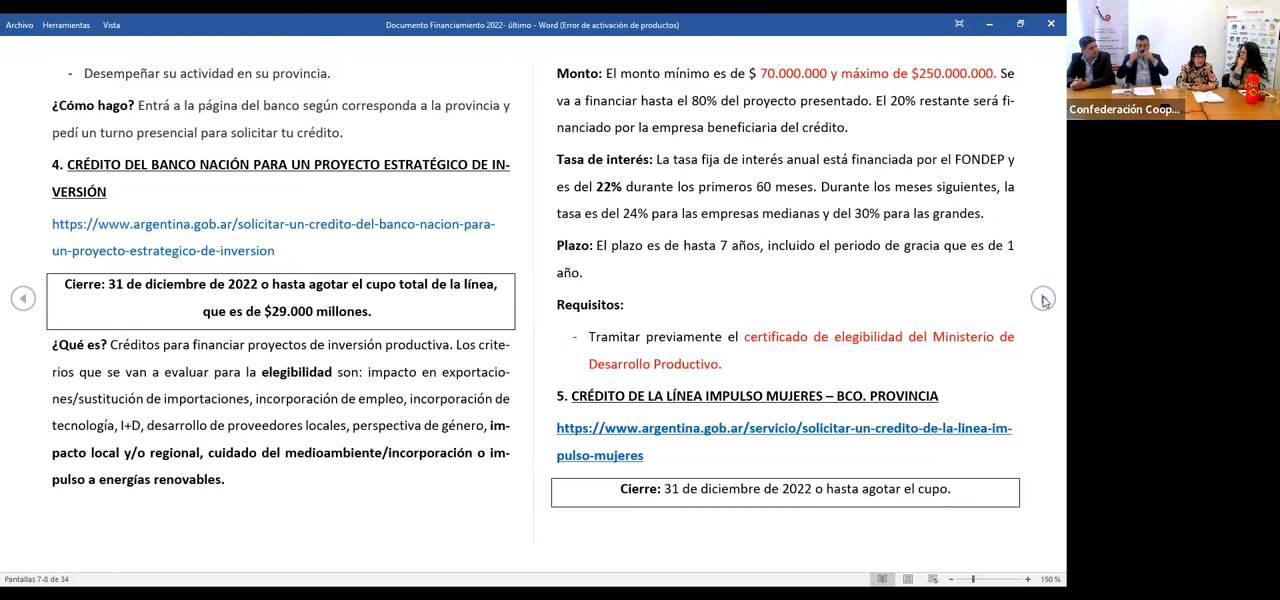 Archivo Herramientas Vista
Documento Financiamiento 2022- último - Word (Error de activación de productos)
- Desempeñar su actividad en su provincia.
¿Cómo hago? Entrá a la página del banco según corresponda a la provincia y
pedí un turno presencial para solicitar tu crédito.
4. CRÉDITO DEL BANCO NACIÓN PARA UN PROYECTO ESTRATÉGICO DE IN-
VERSIÓN
https://www.argentina.gob.ar/solicitar-un-credito-del-banco-nacion-para-
un-proyecto-estrategico-de-inversion
Cierre: 31 de diciembre de 2022 o hasta agotar el cupo total de la línea,
que es de $29.000 millones.
¿Qué es? Créditos para financiar proyectos de inversión productiva. Los crite-
rios que se van a evaluar para la elegibilidad son: impacto en exportacio-
nes/sustitución de importaciones, incorporación de empleo, incorporación de
tecnología, I+D, desarrollo de proveedores locales, perspectiva de género, im-
pacto local y/o regional, cuidado del medioambiente/incorporación o im-
pulso a energías renovables.
Monto: El monto mínimo es de $ 70.000.000 y máximo de $250.000.000. Se
va a financiar hasta el 80% del proyecto presentado. El 20% restante será fi-
nanciado por la empresa beneficiaria del crédito.
Tasa de interés: La tasa fija de interés anual está financiada por el FONDEP y
es del 22% durante los primeros 60 meses. Durante los meses siguientes, la
tasa es del 24% para las empresas medianas y del 30% para las grandes.
Plazo: El plazo es de hasta 7 años, incluido el periodo de gracia que es de 1
año.
Requisitos:
- Tramitar previamente el certificado de elegibilidad del Ministerio de
Desarrollo Productivo.
5. CRÉDITO DE LA LÍNEA IMPULSO MUJERES – BCO. PROVINCIA
https://www.argentina.gob.ar/servicio/solicitar-un-credito-de-la-linea-im-
pulso-mujeres
Cierre: 31 de diciembre de 2022 o hasta agotar el cupo.
Pantallas 7-8 de 34
150 %
Confederación Coop...